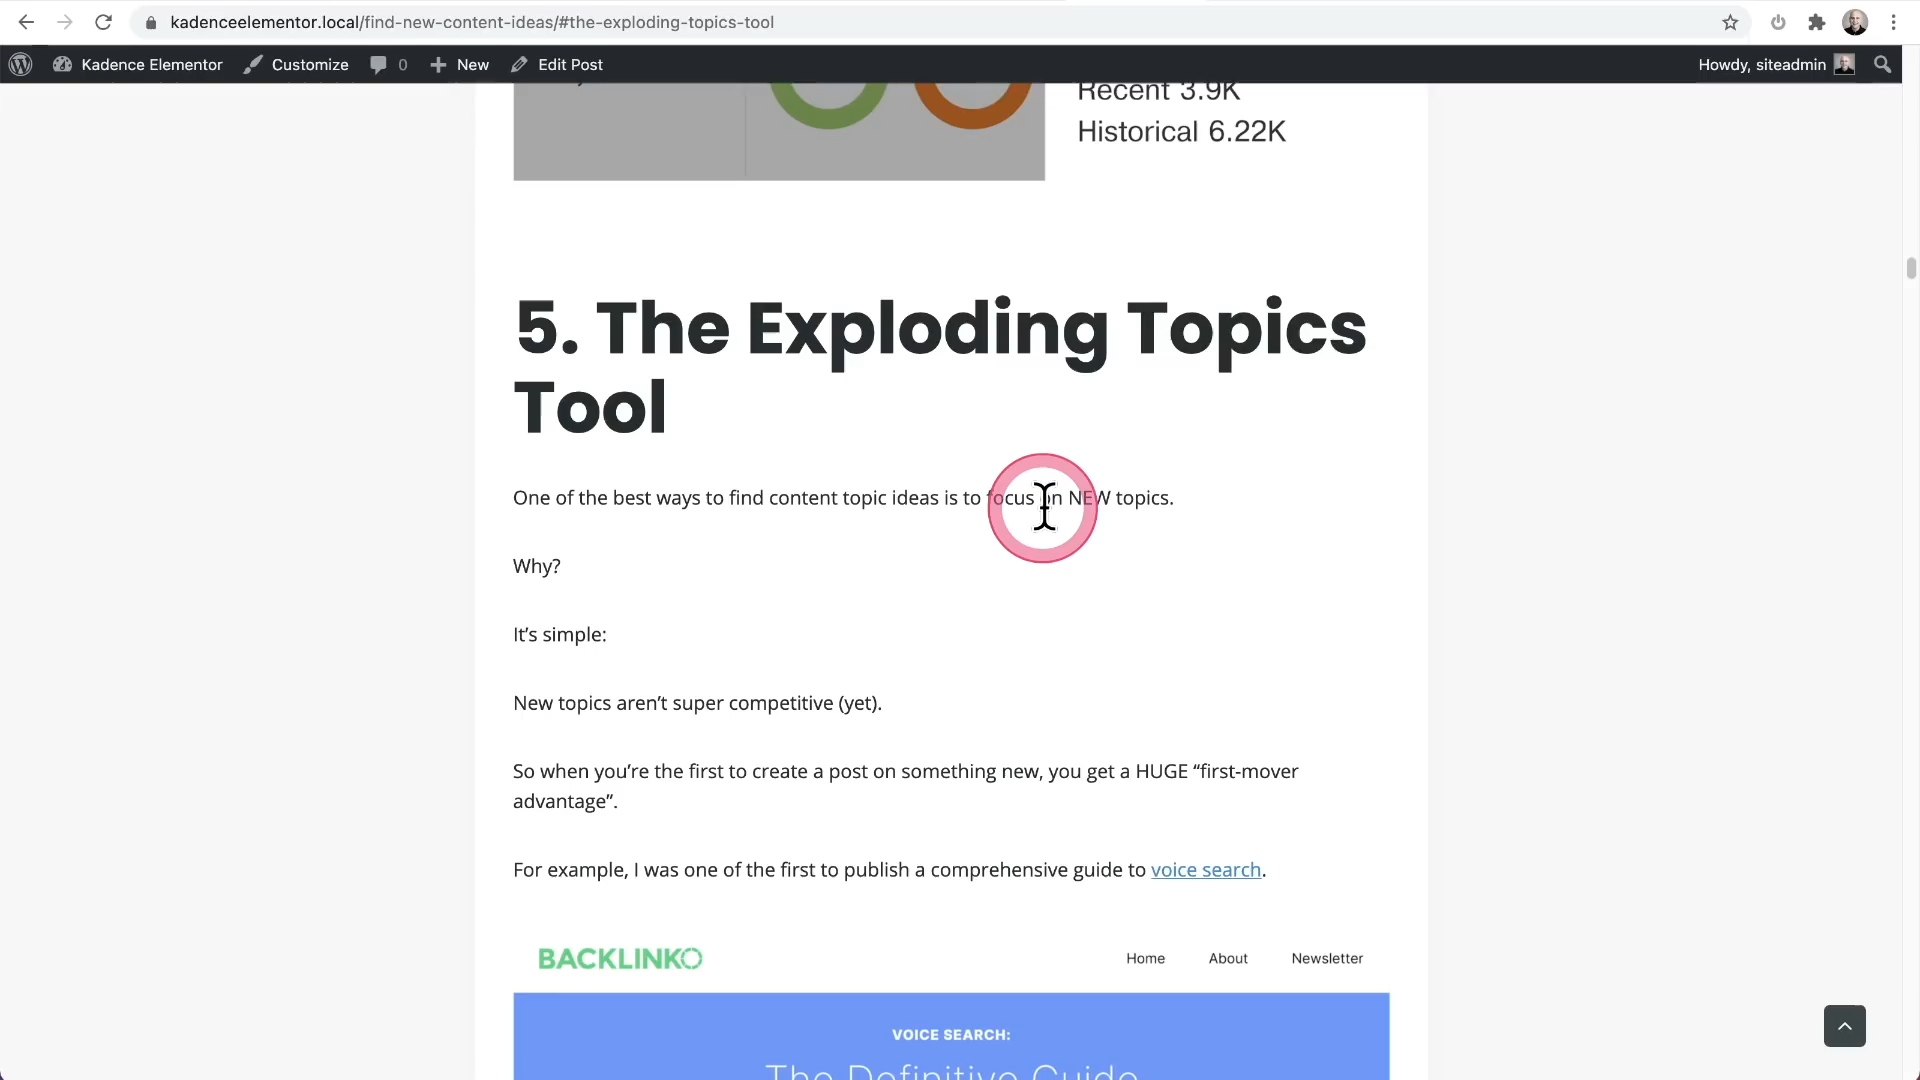 kadenceelementor.local/find-new-content-ideas/#the-exploding-topics-tool
Kadence Elementor Customize 0 New Edit Post Howdy, siteadmin
Recent 3.9K
Historical 6.22K
5. The Exploding Topics
Tool
One of the best ways to find content topic ideas is to focus on NEW topics.
Why?
It’s simple:
New topics aren’t super competitive (yet).
So when you’re the first to create a post on something new, you get a HUGE “first-mover
advantage”.
For example, I was one of the first to publish a comprehensive guide to voice search.
BACKLINKO Home About Newsletter
VOICE SEARCH:
The Definitive Guide